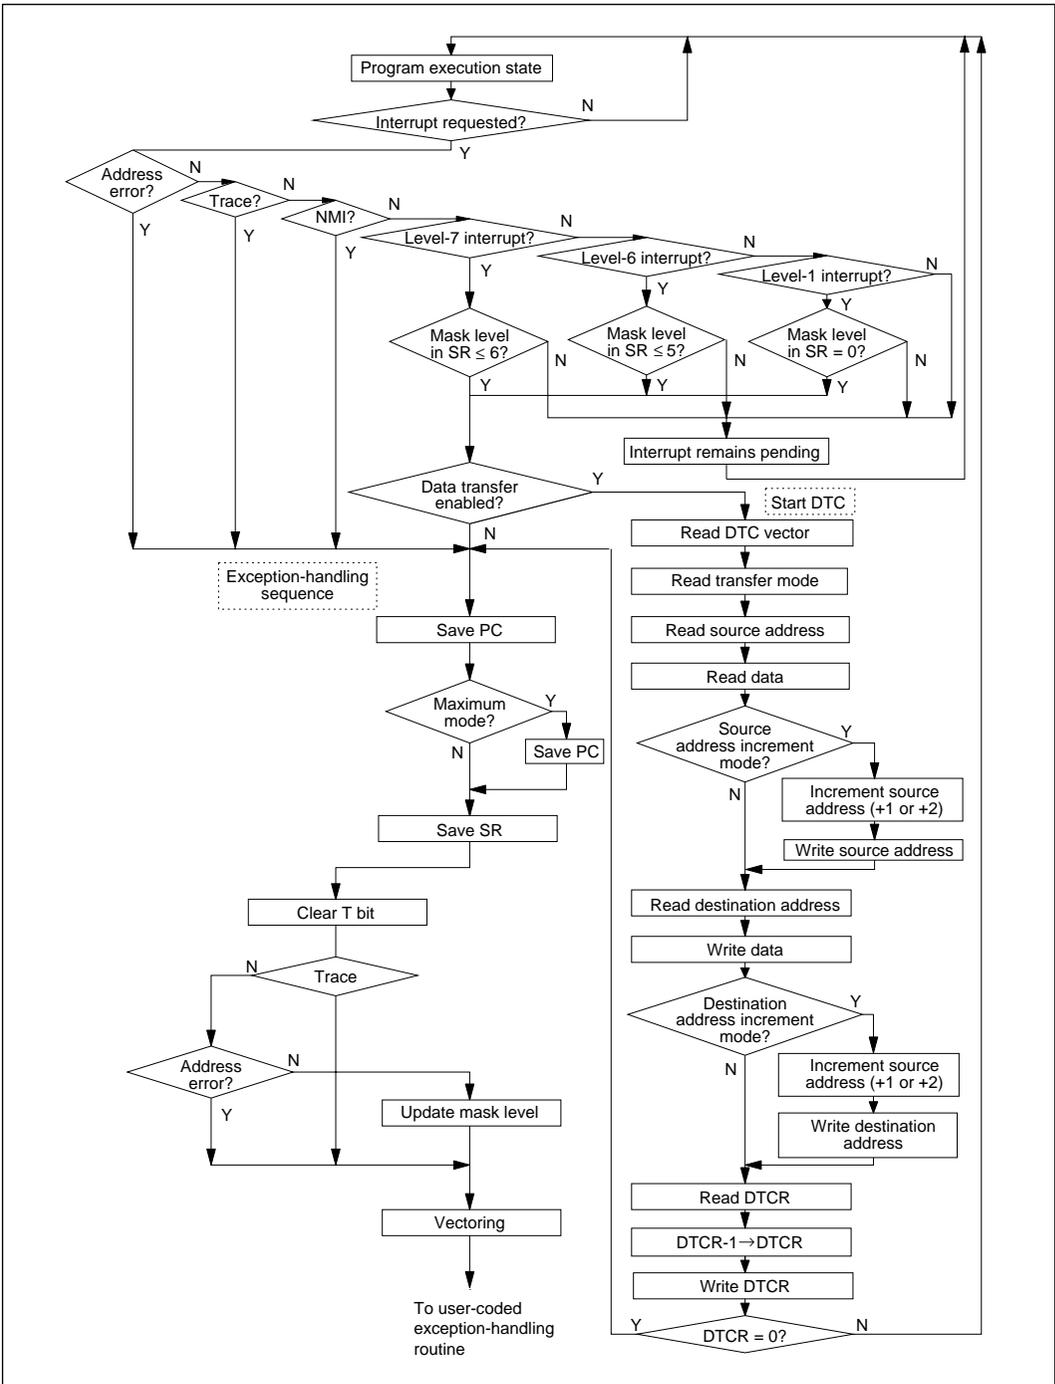 Program execution state
Interrupt requested?
N
Y
Address
error?
N
Y
Trace?
N
Y
NMI?
N
Y
Level-7 interrupt?
N
Y
Level-6 interrupt?
N
Y
Level-1 interrupt?
N
Y
Mask level
in SR ≤ 6?
N
Y
Mask level
in SR ≤ 5?
N
Y
Mask level
in SR = 0?
N
Y
Interrupt remains pending
Data transfer
enabled?
Y
N
Start DTC
Read DTC vector
Exception-handling
sequence
Read transfer mode
Save PC
Read source address
Read data
Maximum
mode?
Y
N
Save PC
Source
address increment
mode?
Y
N
Increment source
address (+1 or +2)
Write source address
Save SR
Clear T bit
Read destination address
Write data
Trace
N
Destination
address increment
mode?
Y
N
Increment source
address (+1 or +2)
Write destination
address
Address
error?
N
Y
Update mask level
Read DTCR
Vectoring
DTCR-1→DTCR
Write DTCR
To user-coded
exception-handling
routine
DTCR = 0?
Y
N